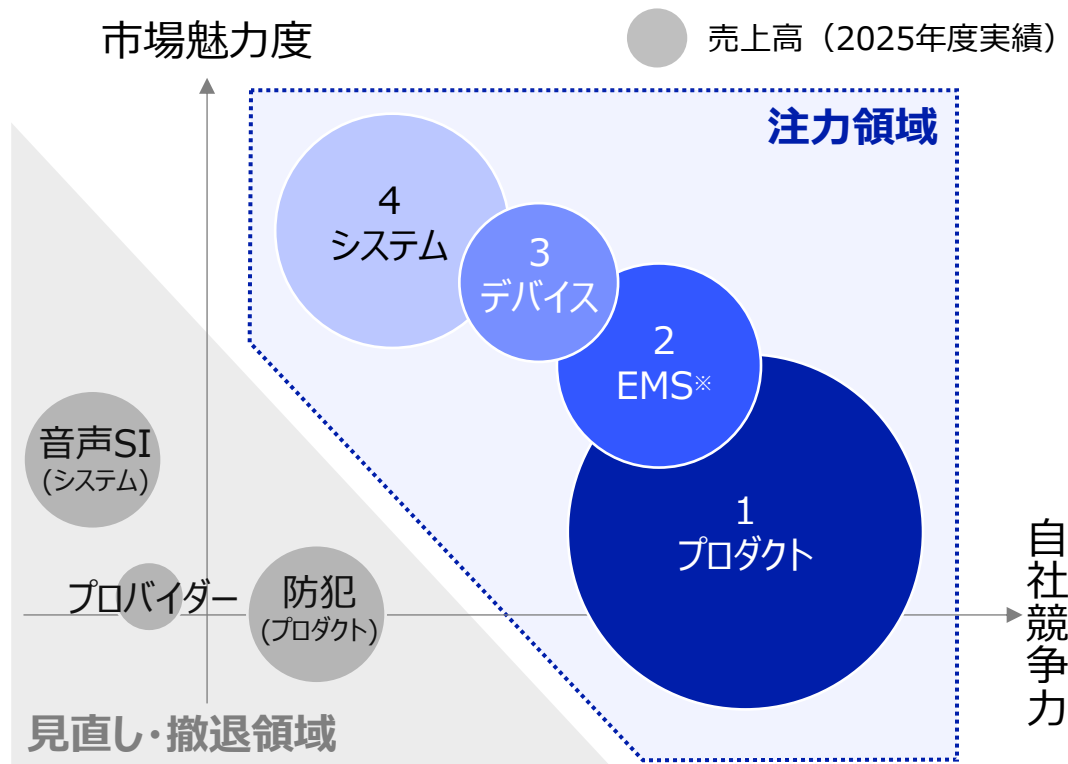 市場魅力度
売上高（2025年度実績）
注力領域
4
システム
3
デバイス
2
EMS※
1
プロダクト
音声SI
(システム)
プロバイダー
防犯
(プロダクト)
自社競争力
見直し・撤退領域